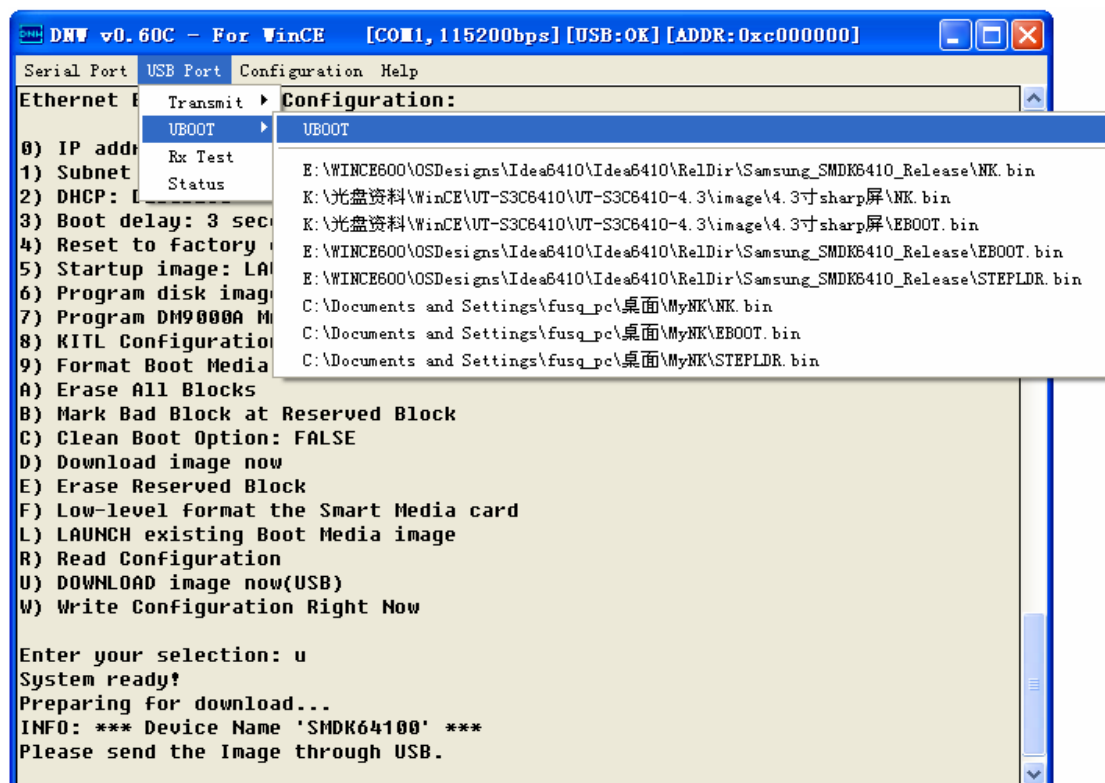 DNW v0.60C - For WinCE [COM1,115200bps][USB:OK][ADDR:0xc000000]
Serial Port USB Port Configuration Help
Ethernet Configuration:
Transmit
UBOOT
Rx Test
Status
UBOOT
E:\WINCE600\OSDesigns\Idea6410\Idea6410\RelDir\Samsung_SMDK6410_Release\NK.bin
K:\光盘资料\WinCE\UT-S3C6410\UT-S3C6410-4.3\image\4.3寸sharp屏\NK.bin
K:\光盘资料\WinCE\UT-S3C6410\UT-S3C6410-4.3\image\4.3寸sharp屏\EBOOT.bin
E:\WINCE600\OSDesigns\Idea6410\Idea6410\RelDir\Samsung_SMDK6410_Release\EBOOT.bin
E:\WINCE600\OSDesigns\Idea6410\Idea6410\RelDir\Samsung_SMDK6410_Release\STEPLDR.bin
C:\Documents and Settings\fusq_pc\桌面\MyNK\NK.bin
C:\Documents and Settings\fusq_pc\桌面\MyNK\EBOOT.bin
C:\Documents and Settings\fusq_pc\桌面\MyNK\STEPLDR.bin
0) IP
1) Subnet
2) DHCP:
3) Boot delay: 3
4) Reset to factory
5) Startup image:
6) Program disk
7) Program DM9000A
8) KITL
9) Format Boot Media
A) Erase All Blocks
B) Mark Bad Block at Reserved Block
C) Clean Boot Option: FALSE
D) Download image now
E) Erase Reserved Block
F) Low-level format the Smart Media card
L) LAUNCH existing Boot Media image
R) Read Configuration
U) DOWNLOAD image now(USB)
W) Write Configuration Right Now
Enter your selection: u
System ready!
Preparing for download...
INFO: *** Device Name 'SMDK64100' ***
Please send the Image through USB.